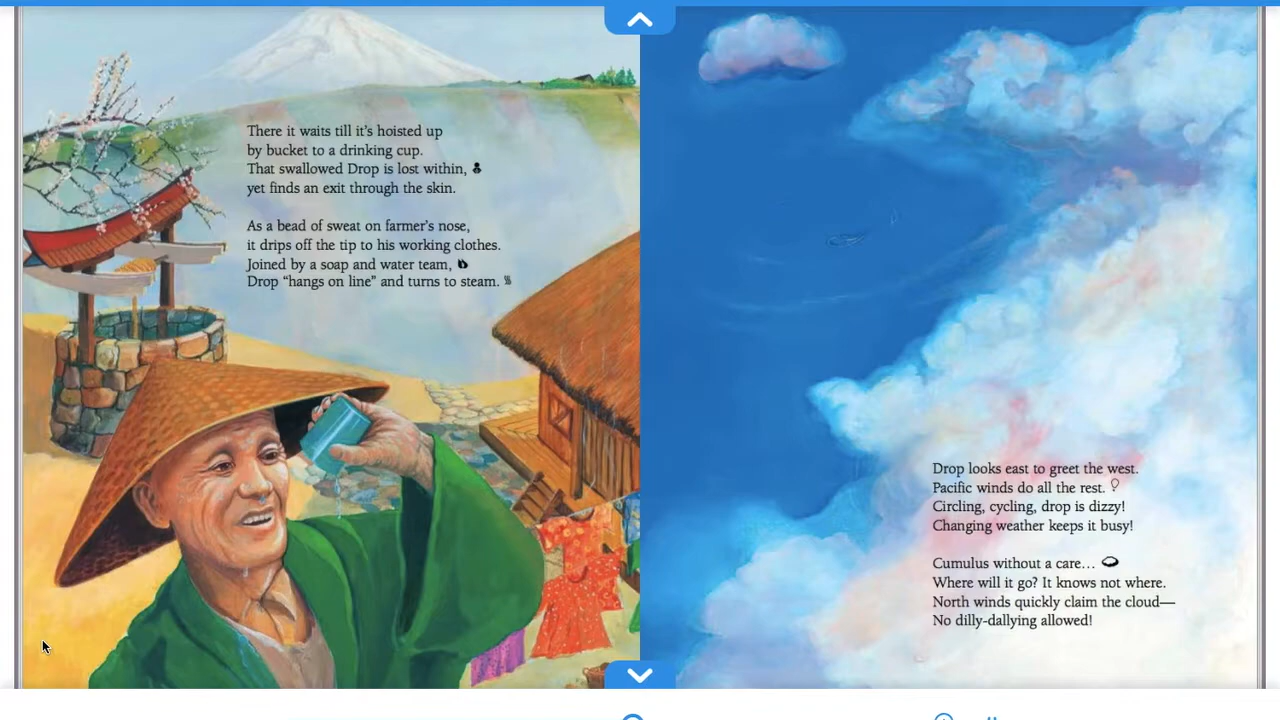 There it waits till it's hoisted up
by bucket to a drinking cup.
That swallowed Drop is lost within,
yet finds an exit through the skin.
As a bead of sweat on farmer's nose,
it drips off the tip to his working clothes.
Joined by a soap and water team,
Drop “hangs on line” and turns to steam.
Drop looks east to greet the west.
Pacific winds do all the rest.
Circling, cycling, drop is dizzy!
Changing weather keeps it busy!
Cumulus without a care...
Where will it go? It knows not where.
North winds quickly claim the cloud—
No dilly-dallying allowed!